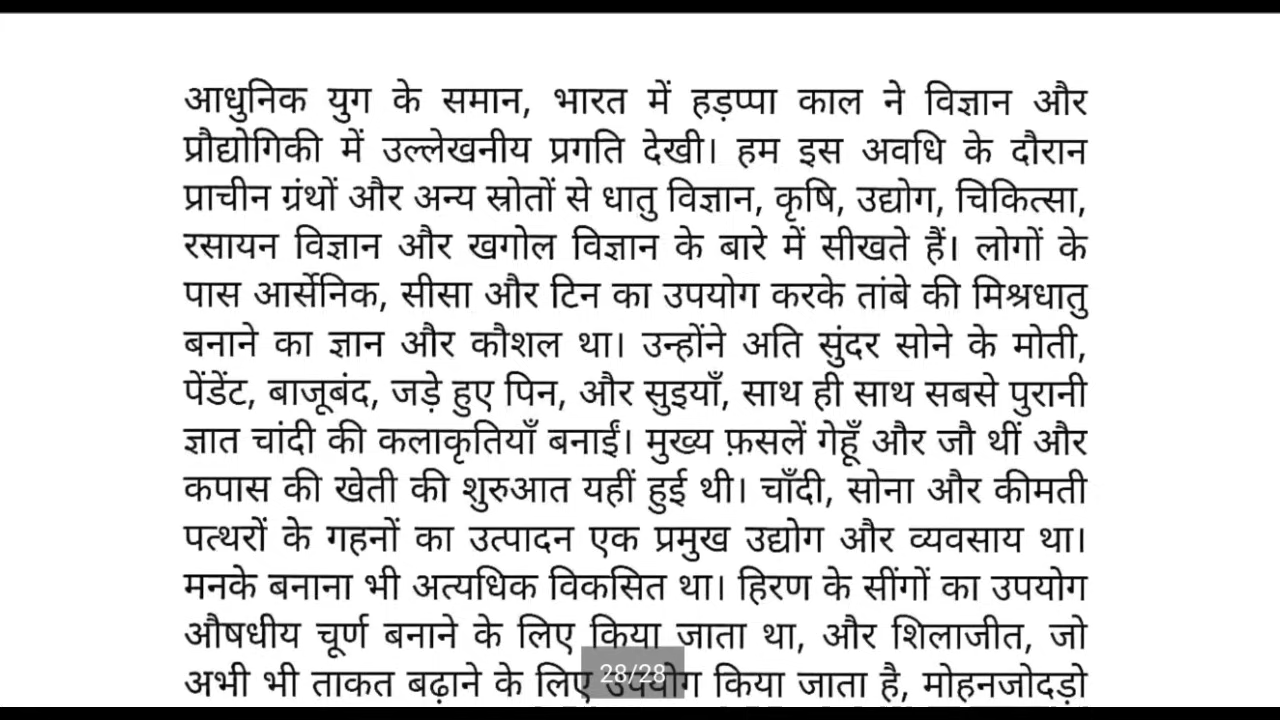 आधुनिक युग के समान, भारत में हड़प्पा काल ने विज्ञान और
प्रौद्योगिकी में उल्लेखनीय प्रगति देखी। हम इस अवधि के दौरान
प्राचीन ग्रंथों और अन्य स्रोतों से धातु विज्ञान, कृषि, उद्योग, चिकित्सा,
रसायन विज्ञान और खगोल विज्ञान के बारे में सीखते हैं। लोगों के
पास आर्सेनिक, सीसा और टिन का उपयोग करके तांबे की मिश्रधातु
बनाने का ज्ञान और कौशल था। उन्होंने अति सुंदर सोने के मोती,
पेंडेंट, बाजूबंद, जड़े हुए पिन, और सुइयाँ, साथ ही साथ सबसे पुरानी
ज्ञात चांदी की कलाकृतियाँ बनाईं। मुख्य फ़सलें गेहूँ और जौ थीं और
कपास की खेती की शुरुआत यहीं हुई थी। चाँदी, सोना और कीमती
पत्थरों के गहनों का उत्पादन एक प्रमुख उद्योग और व्यवसाय था।
मनके बनाना भी अत्यधिक विकसित था। हिरण के सींगों का उपयोग
औषधीय चूर्ण बनाने के लिए किया जाता था, और शिलाजीत, जो
अभी भी ताकत बढ़ाने के लिए उपयोग किया जाता है, मोहनजोदड़ो
28/28